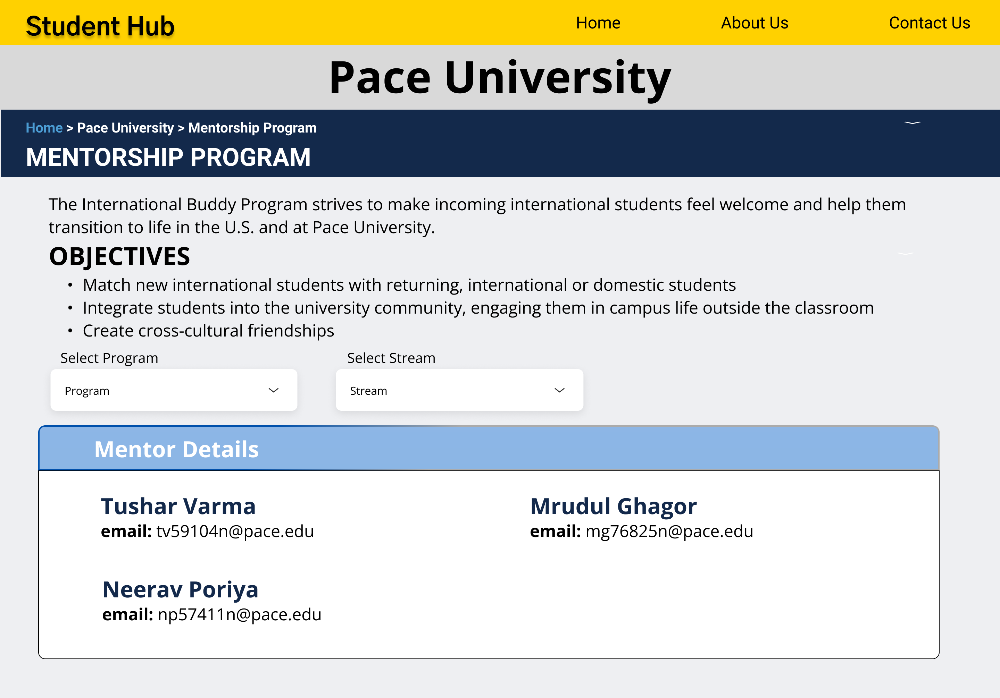 Student Hub
Home
About Us
Contact Us
Pace University
Home > Pace University > Mentorship Program
MENTORSHIP PROGRAM
The International Buddy Program strives to make incoming international students feel welcome and help them
transition to life in the U.S. and at Pace University.
OBJECTIVES
• Match new international students with returning, international or domestic students
• Integrate students into the university community, engaging them in campus life outside the classroom
• Create cross-cultural friendships
Select Program
Select Stream
Program
Stream
Mentor Details
Tushar Varma
email: tv59104n@pace.edu
Mrudul Ghagor
email: mg76825n@pace.edu
Neerav Poriya
email: np57411n@pace.edu